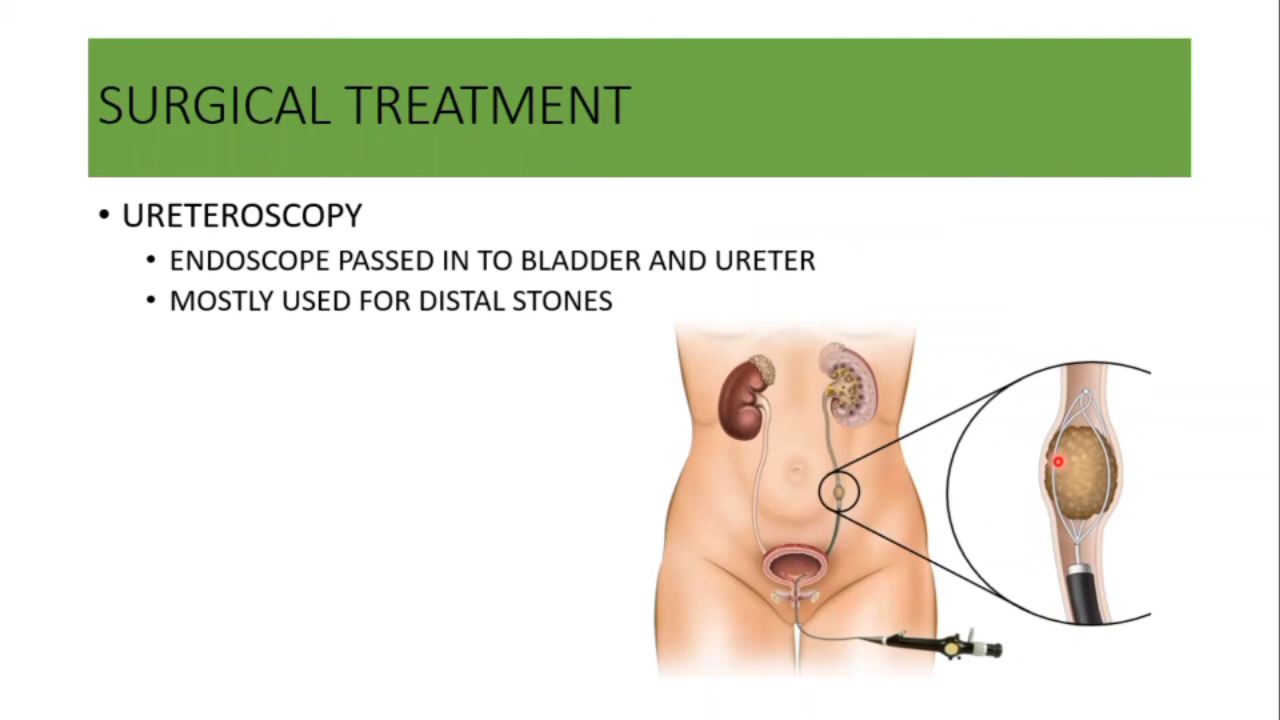 SURGICAL TREATMENT
• URETEROSCOPY
• ENDOSCOPE PASSED IN TO BLADDER AND URETER
• MOSTLY USED FOR DISTAL STONES